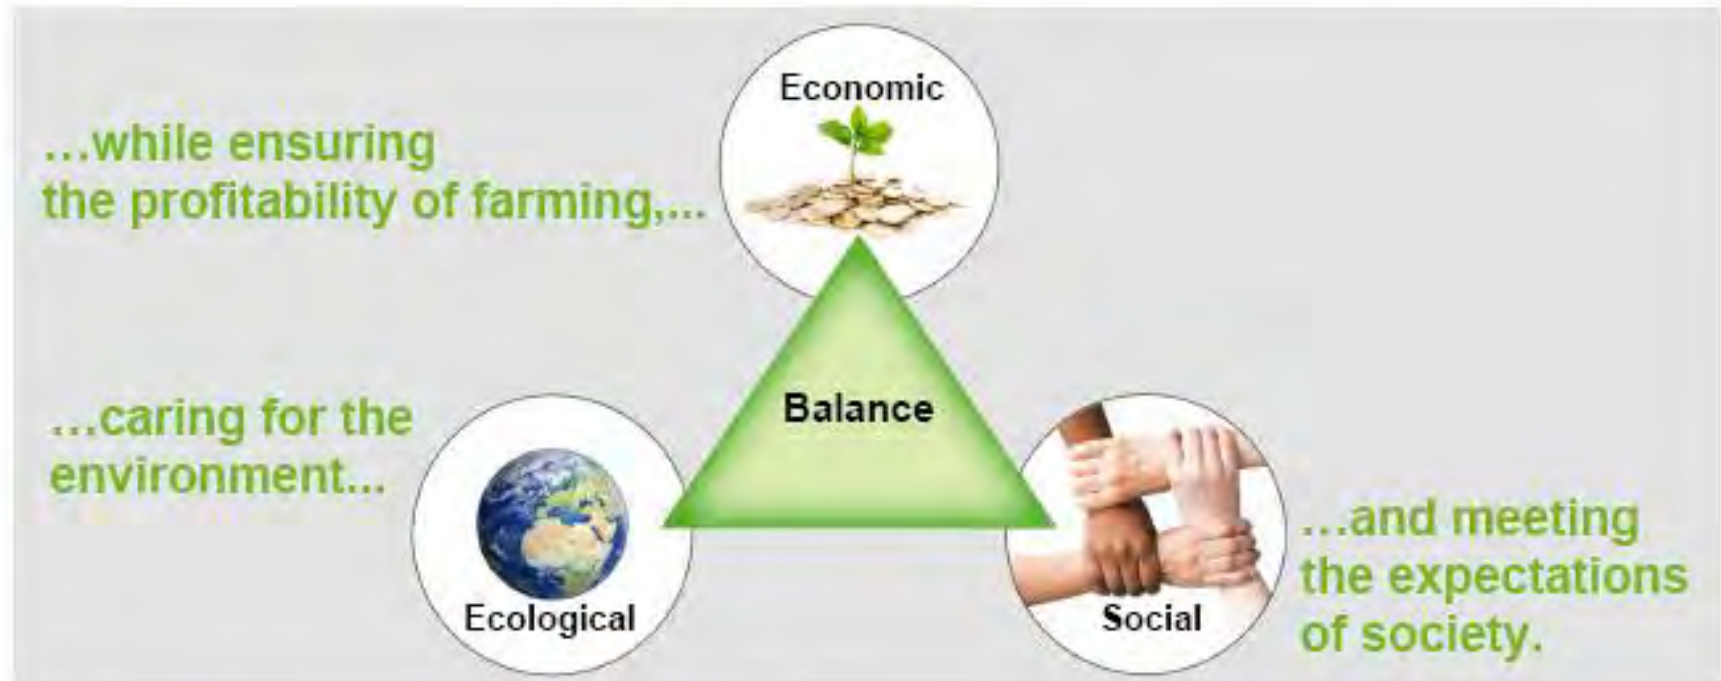 Economic
…while ensuring
the profitability of farming,...
Balance
…caring for the
environment...
Ecological
Social
…and meeting
the expectations
of society.